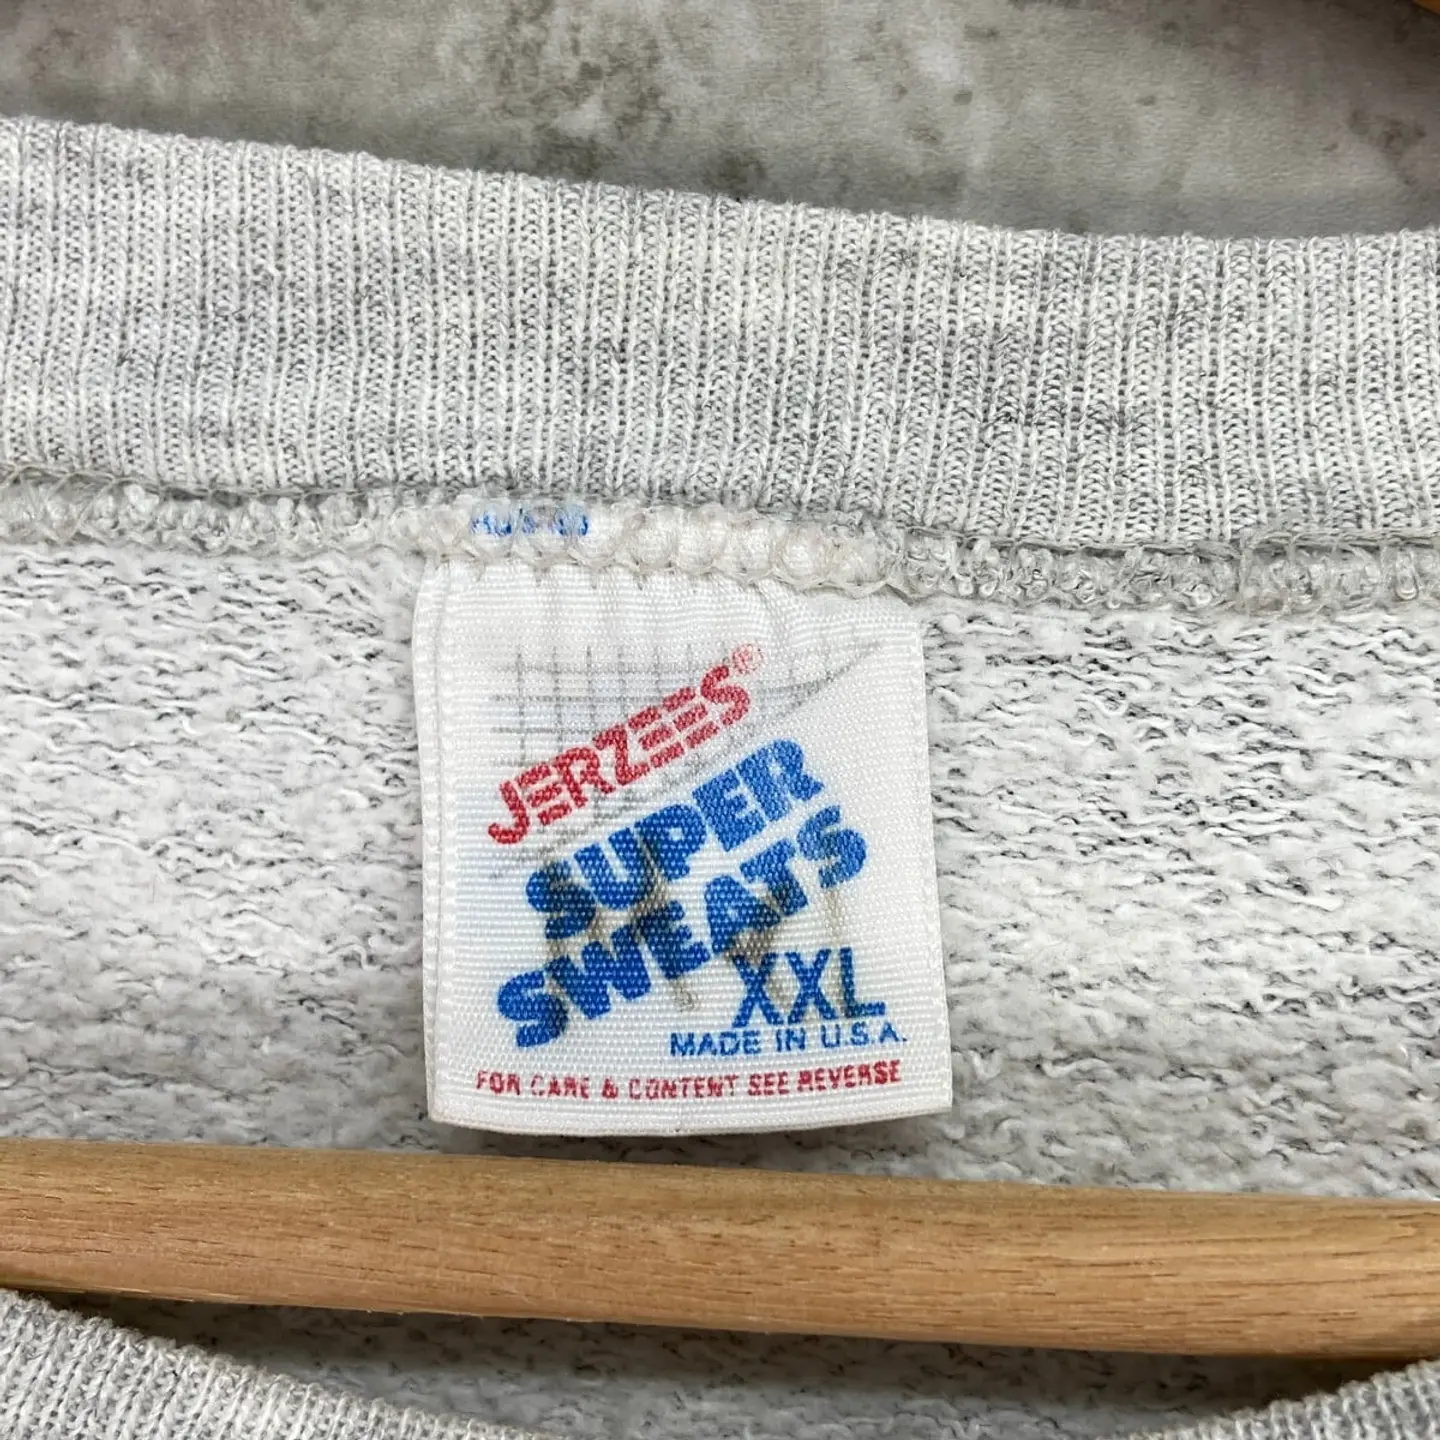 JERZEES®
SUPER
SWEATS
XXL
MADE IN U.S.A.
FOR CARE & CONTENT SEE REVERSE